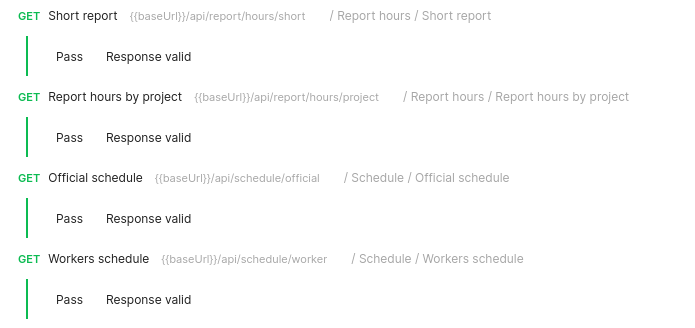 GET Short report {{baseUrl}}/api/report/hours/short / Report hours / Short report
Pass Response valid
GET Report hours by project {{baseUrl}}/api/report/hours/project / Report hours / Report hours by project
Pass Response valid
GET Official schedule {{baseUrl}}/api/schedule/official / Schedule / Official schedule
Pass Response valid
GET Workers schedule {{baseUrl}}/api/schedule/worker / Schedule / Workers schedule
Pass Response valid